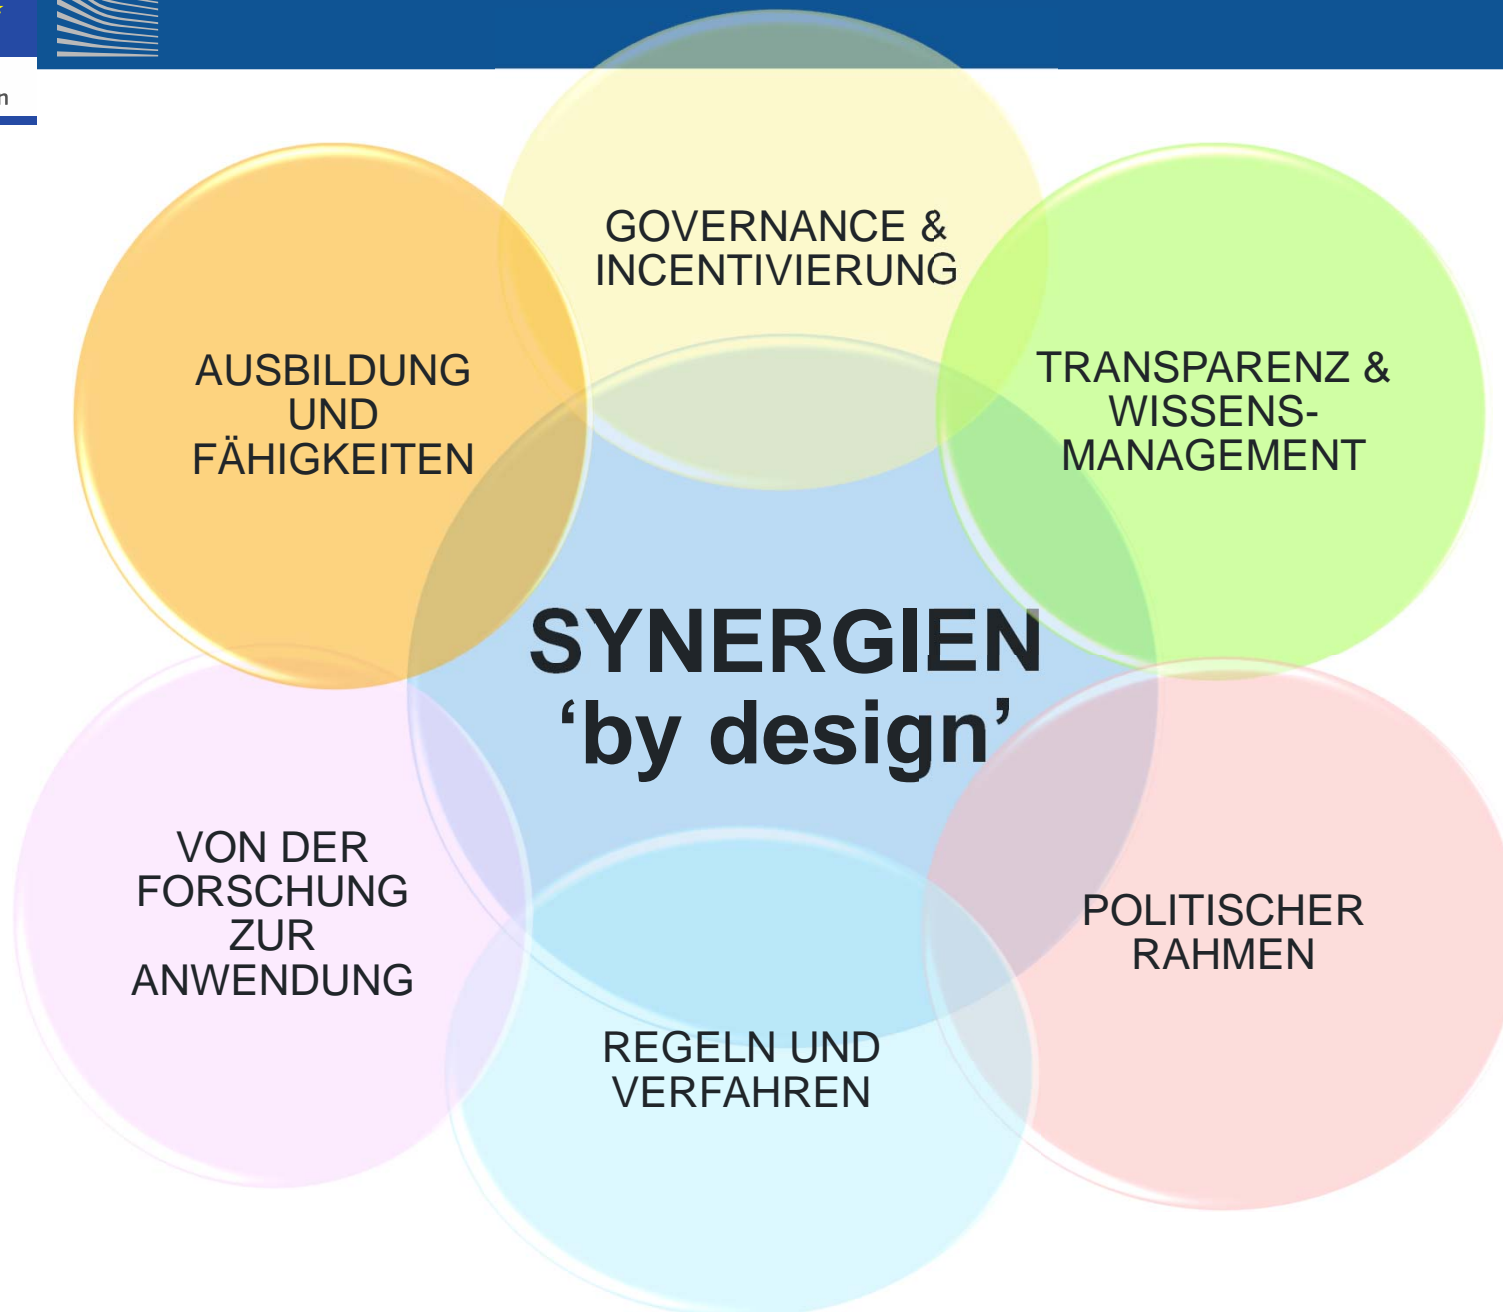 n
GOVERNANCE &
INCENTIVIERUNG
AUSBILDUNG
UND
FÄHIGKEITEN
TRANSPARENZ &
WISSENS-
MANAGEMENT
SYNERGIEN
‘by design’
VON DER
FORSCHUNG
ZUR
ANWENDUNG
POLITISCHER
RAHMEN
REGELN UND
VERFAHREN